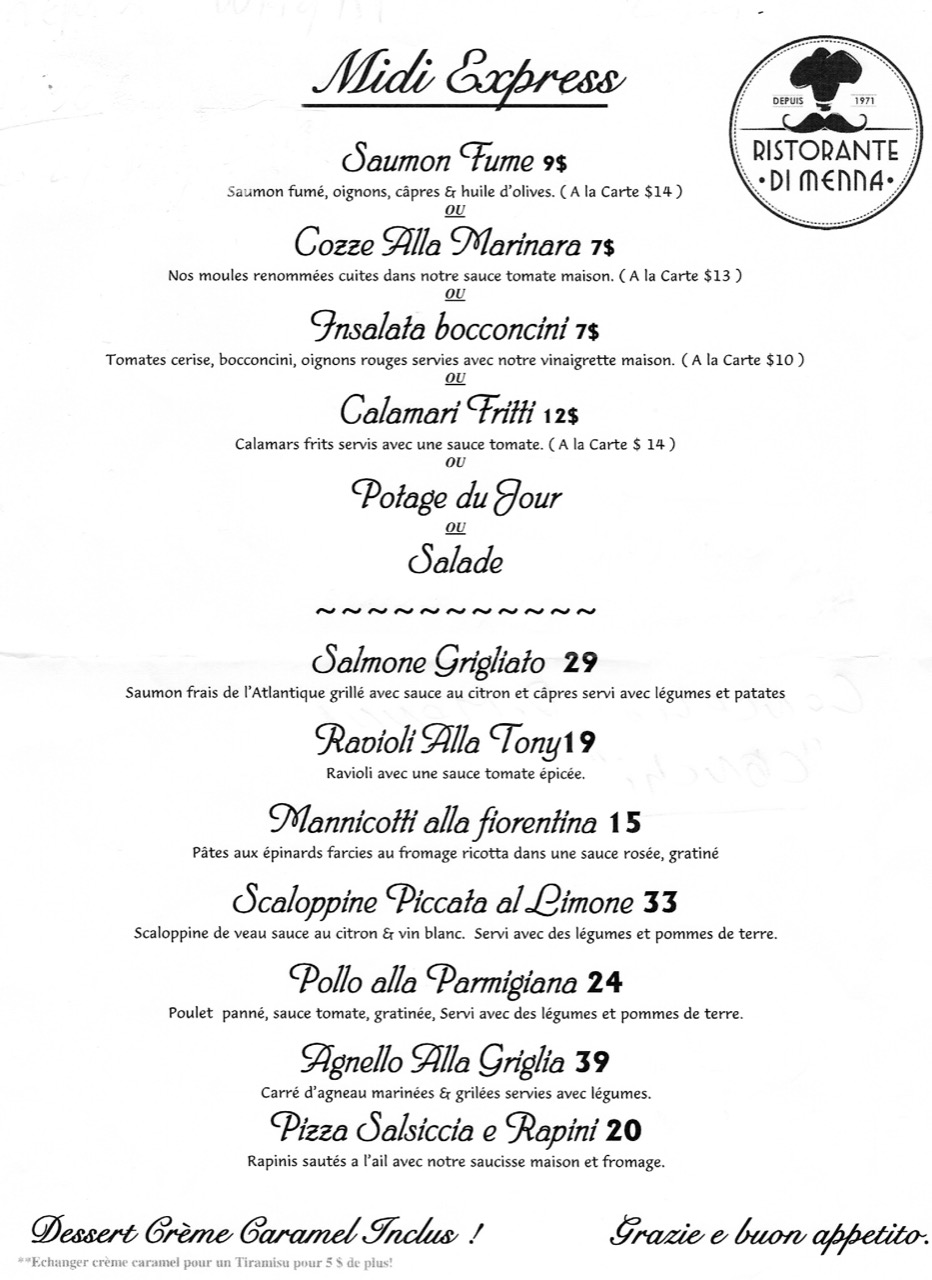 Midi Express
DEPUIS 1971
RISTORANTE
•DI MENNA•
Saumon Fume 9$
Saumon fumé, oignons, câpres & huile d'olives. ( A la Carte $14 )
OU
Cozze Alla Marinara 7$
Nos moules renommées cuites dans notre sauce tomate maison. ( A la Carte $13 )
OU
Insalata bocconcini 7$
Tomates cerise, bocconcini, oignons rouges servies avec notre vinaigrette maison. ( A la Carte $10 )
OU
Calamari Fritti 12$
Calamars frits servis avec une sauce tomate. ( A la Carte $ 14 )
OU
Potage du Jour
OU
Salade
~~~~~~~~~~~
Salmone Grigliato 29
Saumon frais de l'Atlantique grillé avec sauce au citron et câpres servi avec légumes et patates
Ravioli Alla Tony19
Ravioli avec une sauce tomate épicée.
Mannicotti alla fiorentina 15
Pâtes aux épinards farcies au fromage ricotta dans une sauce rosée, gratiné
Scaloppine Piccata al Limone 33
Scaloppine de veau sauce au citron & vin blanc. Servi avec des légumes et pommes de terre.
Pollo alla Parmigiana 24
Poulet panné, sauce tomate, gratinée, Servi avec des légumes et pommes de terre.
Agnello Alla Griglia 39
Carré d'agneau marinées & grilées servies avec légumes.
Pizza Salsiccia e Rapini 20
Rapinis sautés a l'ail avec notre saucisse maison et fromage.
Dessert Crème Caramel Inclus !
Grazie e buon appetito.
**Echanger crème caramel pour un Tiramisu pour 5 $ de plus!